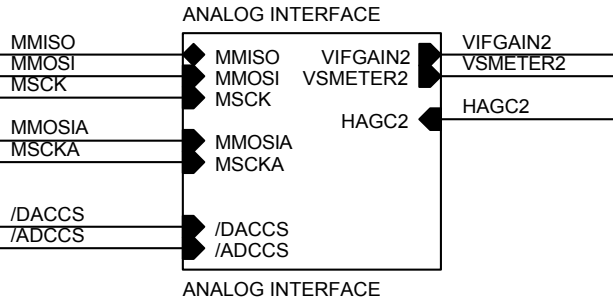 ANALOG INTERFACE
MMISO
MMOSI
MSCK
MMOSIA
MSCKA
/DACCS
/ADCCS
MMISO
MMOSI
MSCK
MMOSIA
MSCKA
/DACCS
/ADCCS
VIFGAIN2
VSMETER2
HAGC2
VIFGAIN2
VSMETER2
HAGC2
ANALOG INTERFACE